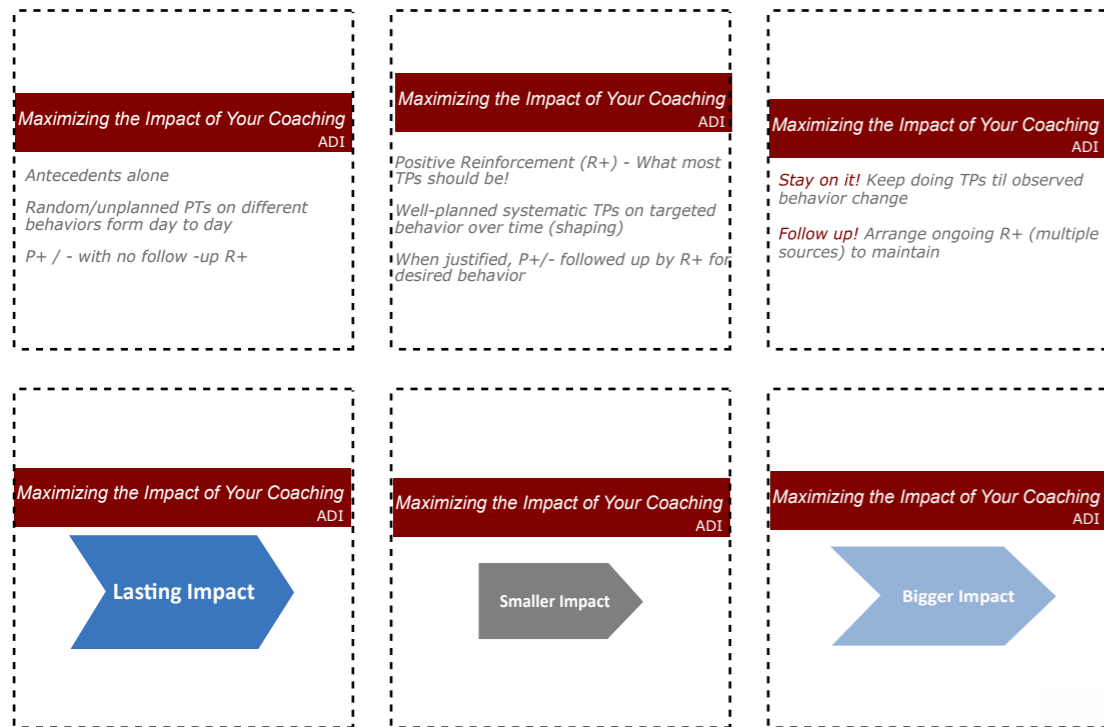 Maximizing the Impact of Your Coaching
ADI
Antecedents alone
Random/unplanned PTs on different
behaviors form day to day
P+ / - with no follow -up R+
Maximizing the Impact of Your Coaching
ADI
Positive Reinforcement (R+) - What most
TPs should be!
Well-planned systematic TPs on targeted
behavior over time (shaping)
When justified, P+/- followed up by R+ for
desired behavior
Maximizing the Impact of Your Coaching
ADI
Stay on it! Keep doing TPs til observed
behavior change
Follow up! Arrange ongoing R+ (multiple
sources) to maintain
Maximizing the Impact of Your Coaching
ADI
Lasting Impact
Maximizing the Impact of Your Coaching
ADI
Smaller Impact
Maximizing the Impact of Your Coaching
ADI
Bigger Impact